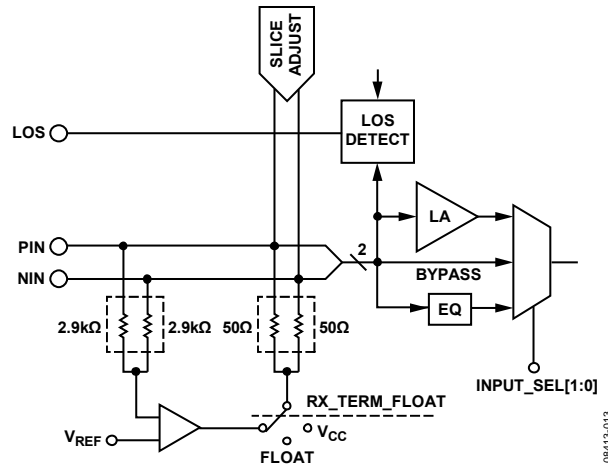 SLICE
ADJUST
LOS
LOS
DETECT
LA
PIN
2
NIN
BYPASS
EQ
2.9kΩ
2.9kΩ
50Ω
50Ω
INPUT_SEL[1:0]
RX_TERM_FLOAT
VREF
VCC
FLOAT
08413-013